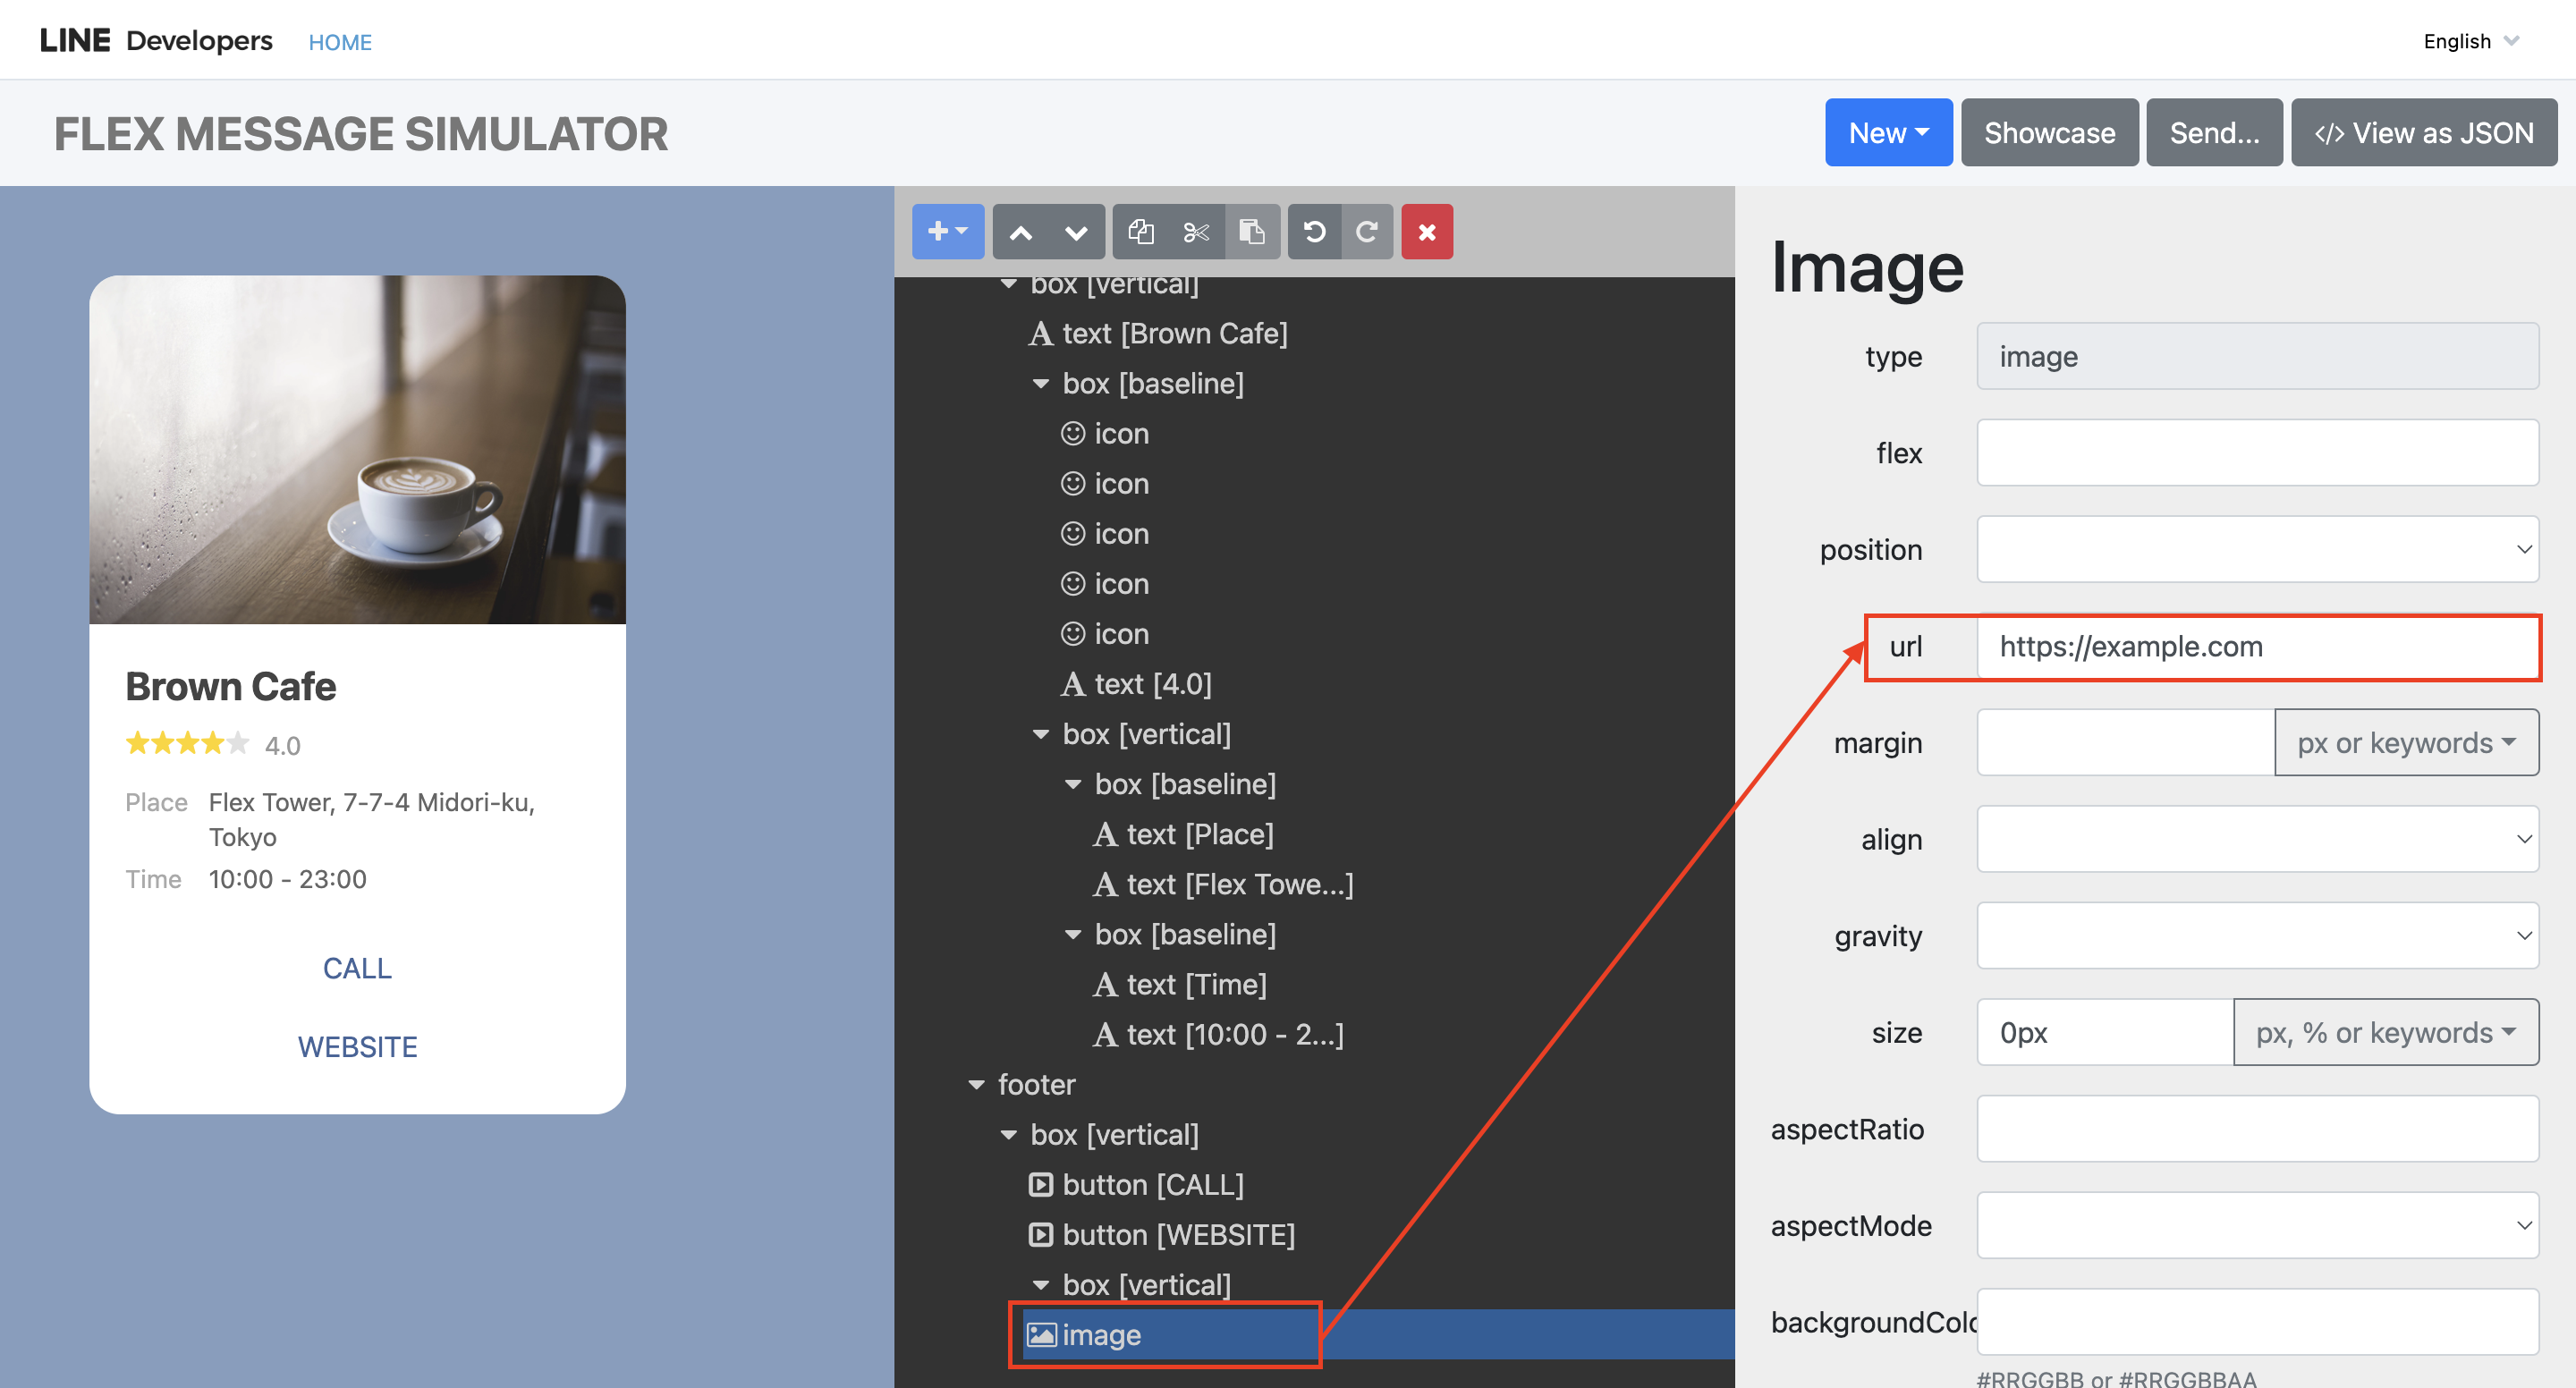 LINE Developers HOME English
FLEX MESSAGE SIMULATOR
New Showcase Send... </> View as JSON
Brown Cafe
4.0
Place Flex Tower, 7-7-4 Midori-ku,
Tokyo
Time 10:00 - 23:00
CALL
WEBSITE
box [vertical]
A text [Brown Cafe]
box [baseline]
icon
icon
icon
icon
icon
A text [4.0]
box [vertical]
box [baseline]
A text [Place]
A text [Flex Towe...]
box [baseline]
A text [Time]
A text [10:00 - 2...]
footer
box [vertical]
button [CALL]
button [WEBSITE]
box [vertical]
image
Image
type image
flex
position
url https://example.com
margin px or keywords
align
gravity
size 0px px, % or keywords
aspectRatio
aspectMode
backgroundColo
#RRGGBB or #RRGGBBAA